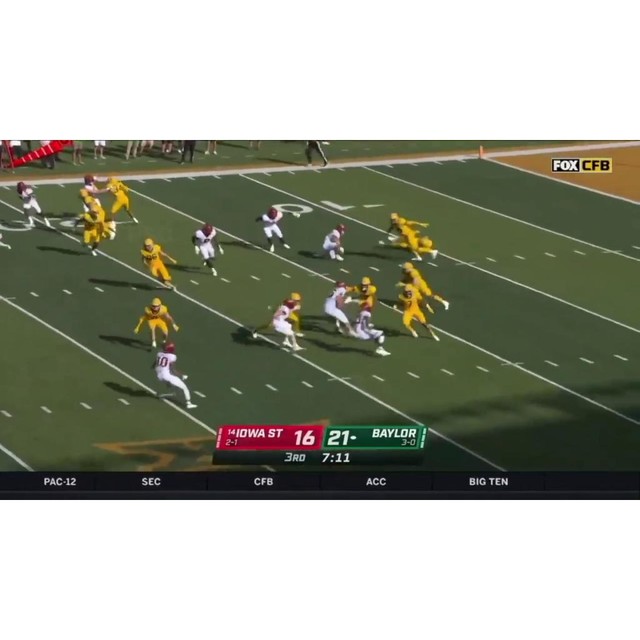 FOX CFB
10
14 IOWA ST 16 21 BAYLOR
2-1 3-0
3RD 7:11
PAC-12 SEC CFB ACC BIG TEN